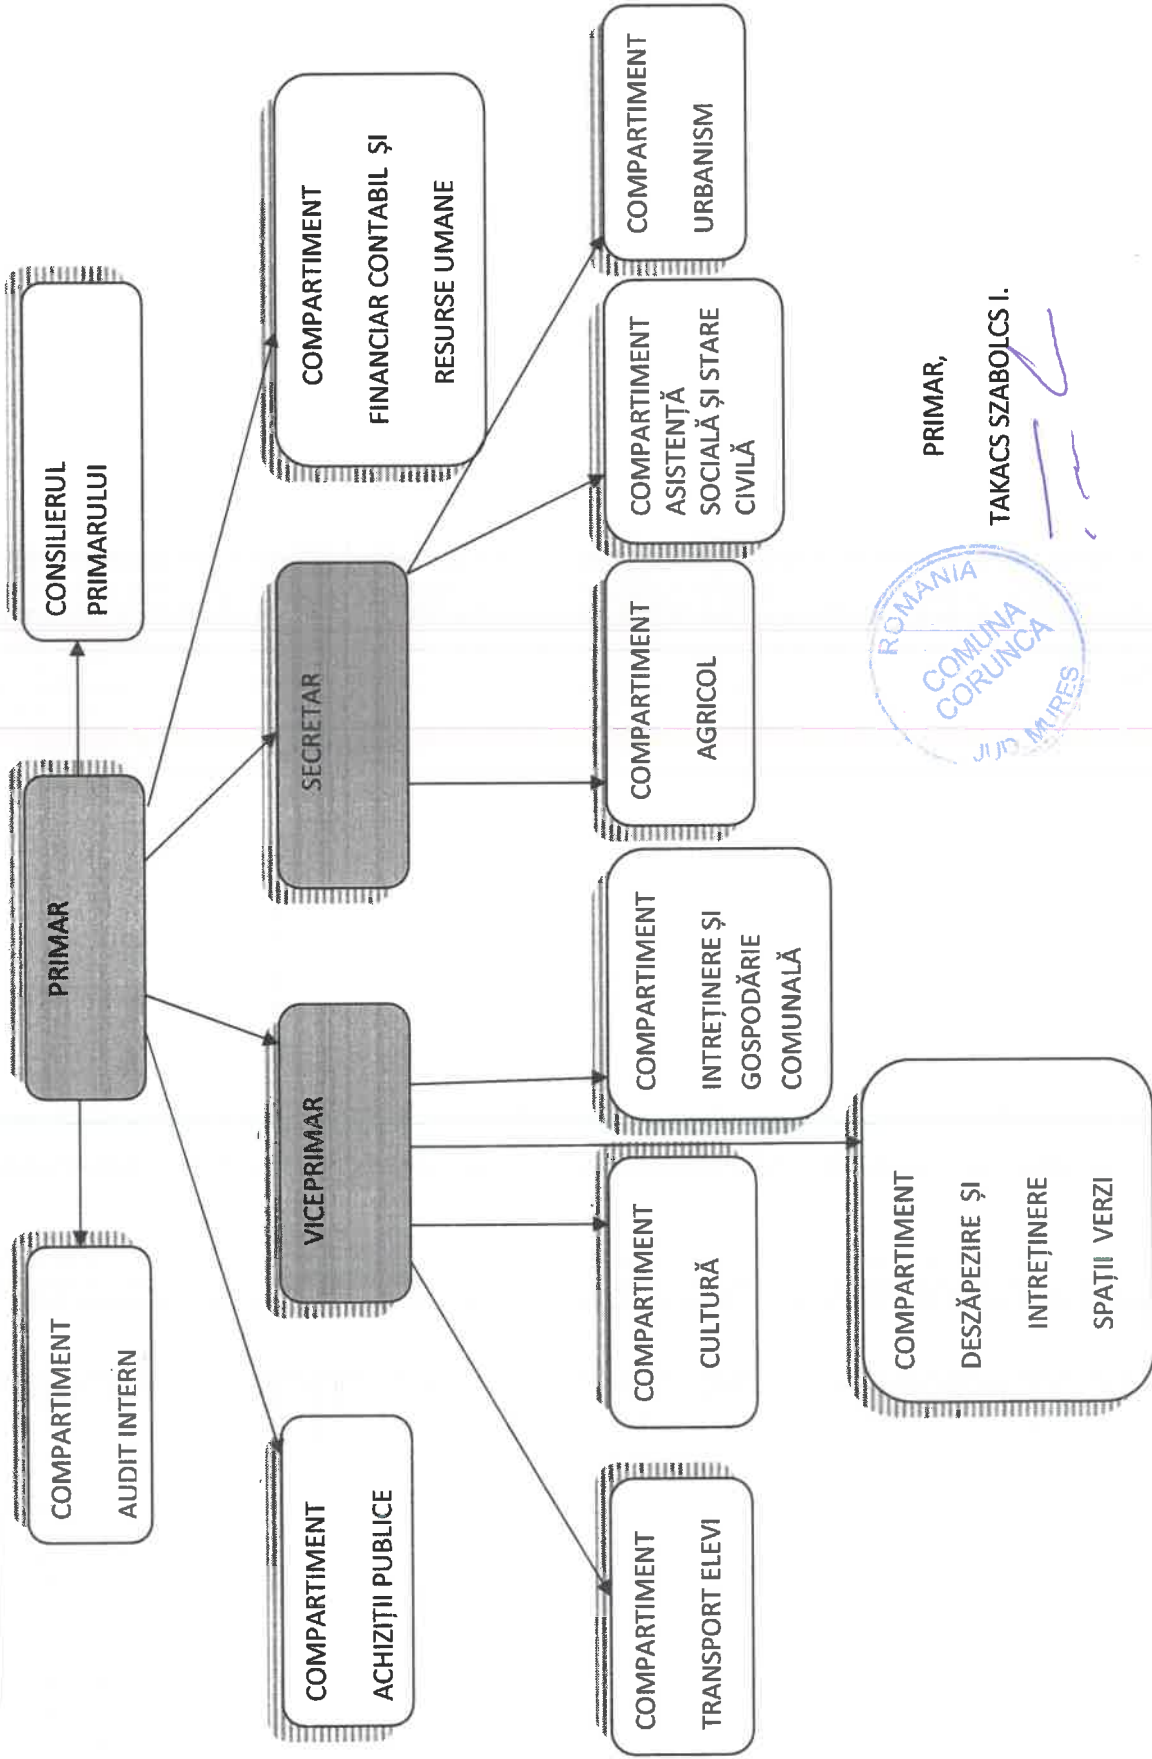 COMPARTIMENT
AUDIT INTERN
PRIMAR
CONSILIERUL
PRIMARULUI
COMPARTIMENT
ACHIZIȚII PUBLICE
VICEPRIMAR
SECRETAR
COMPARTIMENT
FINANCIAR CONTABIL ȘI
RESURSE UMANE
COMPARTIMENT
TRANSPORT ELEVI
COMPARTIMENT
CULTURĂ
COMPARTIMENT
INTREȚINERE ȘI
GOSPODĂRIE
COMUNALĂ
COMPARTIMENT
AGRICOL
COMPARTIMENT
ASISTENȚĂ
SOCIALĂ ȘI STARE
CIVILĂ
COMPARTIMENT
URBANISM
COMPARTIMENT
DESZĂPEZIRE ȘI
INTREȚINERE
SPAȚII VERZI
PRIMAR,
TAKACS SZABOLCS I.
ROMANIA
COMUNA
CORUNCA
JUD MURES